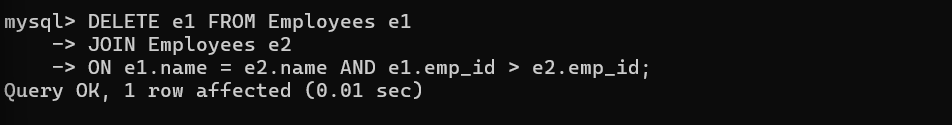 mysql> DELETE e1 FROM Employees e1
    -> JOIN Employees e2
    -> ON e1.name = e2.name AND e1.emp_id > e2.emp_id;
Query OK, 1 row affected (0.01 sec)